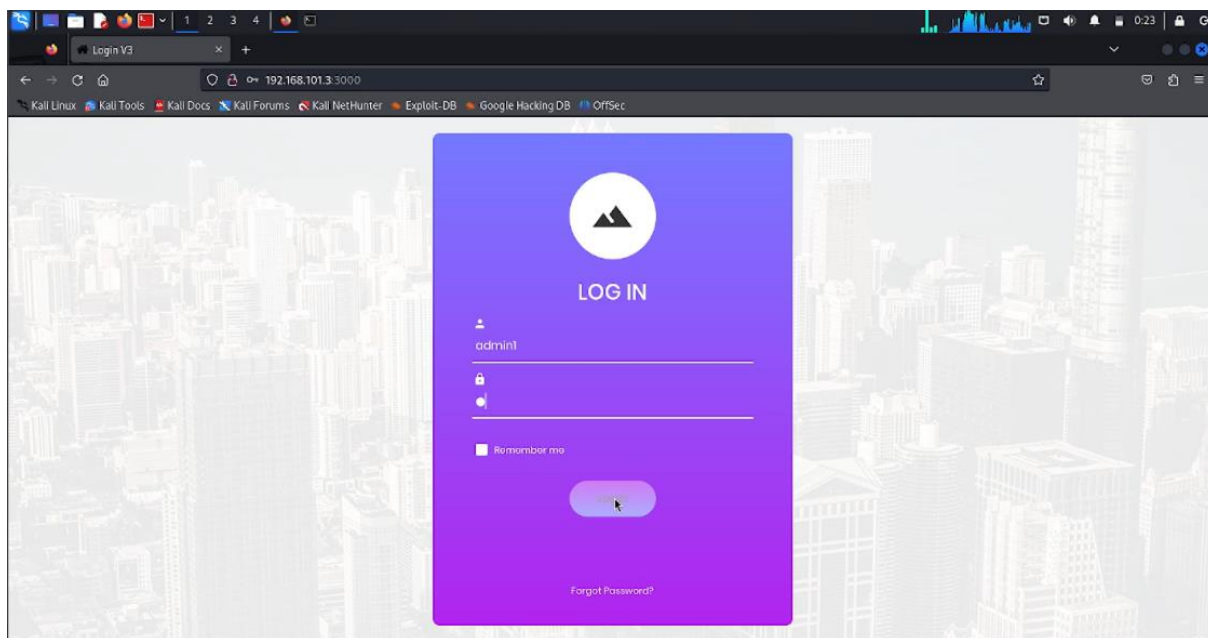 1 2 3 4 0:23
Login V3
192.168.101.3:3000
Kali Linux Kali Tools Kali Docs Kali Forums Kali NetHunter Exploit-DB Google Hacking DB OffSec
LOG IN
admin1
Remember me
Forgot Password?